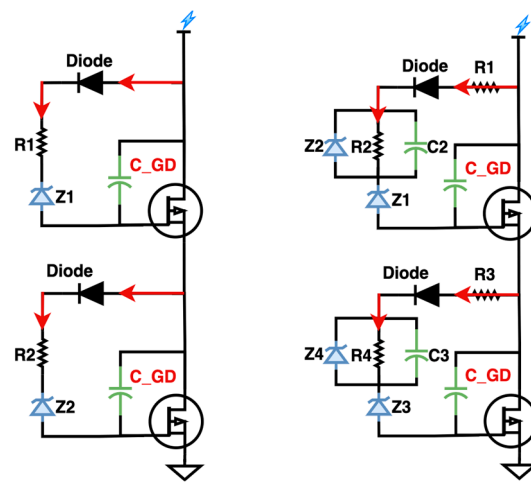 Diode
R1
C_GD
Z1
Diode
R2
C_GD
Z2
Diode
R1
Z2
R2
C2
C_GD
Z1
Diode
R3
Z4
R4
C3
C_GD
Z3